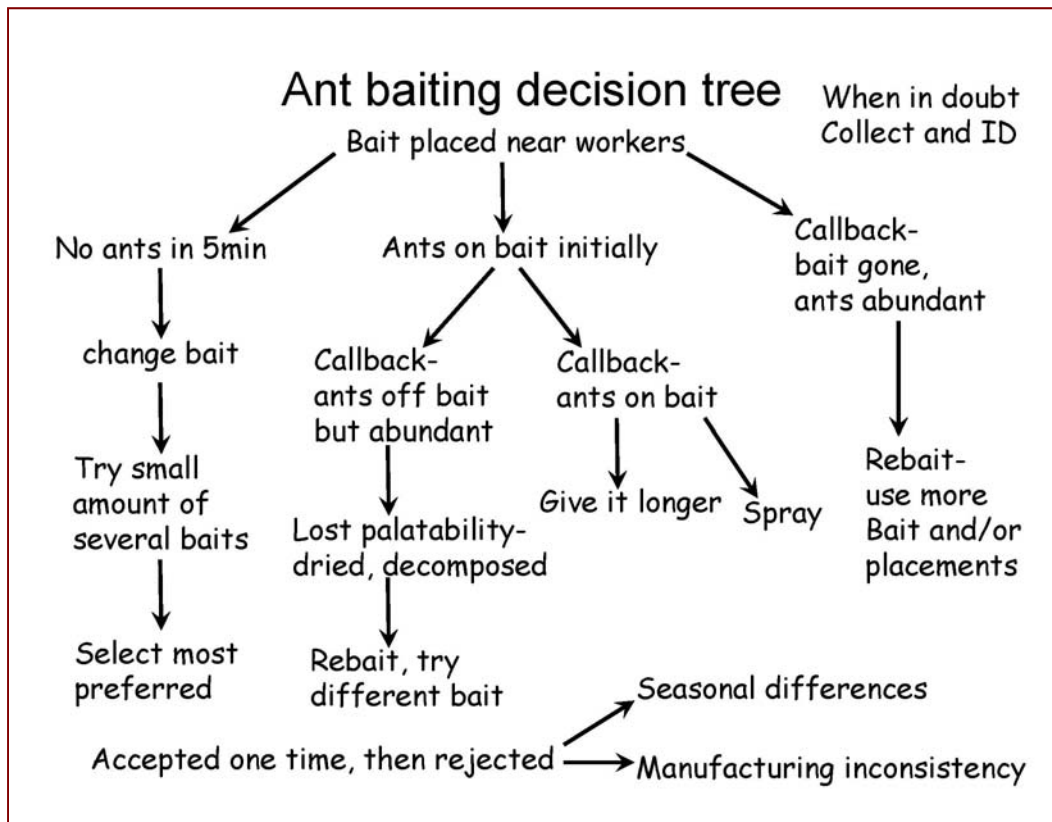 Ant baiting decision tree
When in doubt
Collect and ID
Bait placed near workers
No ants in 5min
Ants on bait initially
Callback-
bait gone,
ants abundant
change bait
Callback-
ants off bait
but abundant
Callback-
ants on bait
Try small
amount of
several baits
Lost palatability-
dried, decomposed
Give it longer
Spray
Rebait-
use more
Bait and/or
placements
Select most
preferred
Rebait, try
different bait
Accepted one time, then rejected
Seasonal differences
Manufacturing inconsistency